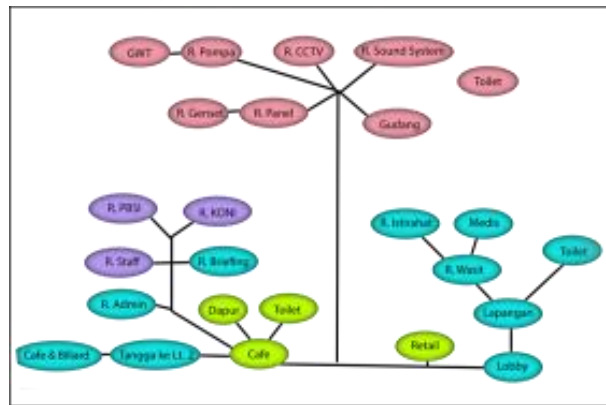 GWT
R. Pompa
R. CCTV
R. Sound System
Toilet
R. Genset
R. Panel
Gudang
R. PBSI
R. KONI
R. Istirahat
Medis
R. Staff
R. Briefing
R. Wasit
Toilet
R. Admin
Dapur
Toilet
Lapangan
Cafe & Biliard
Tangga ke Lt. 2
Cafe
Retail
Lobby